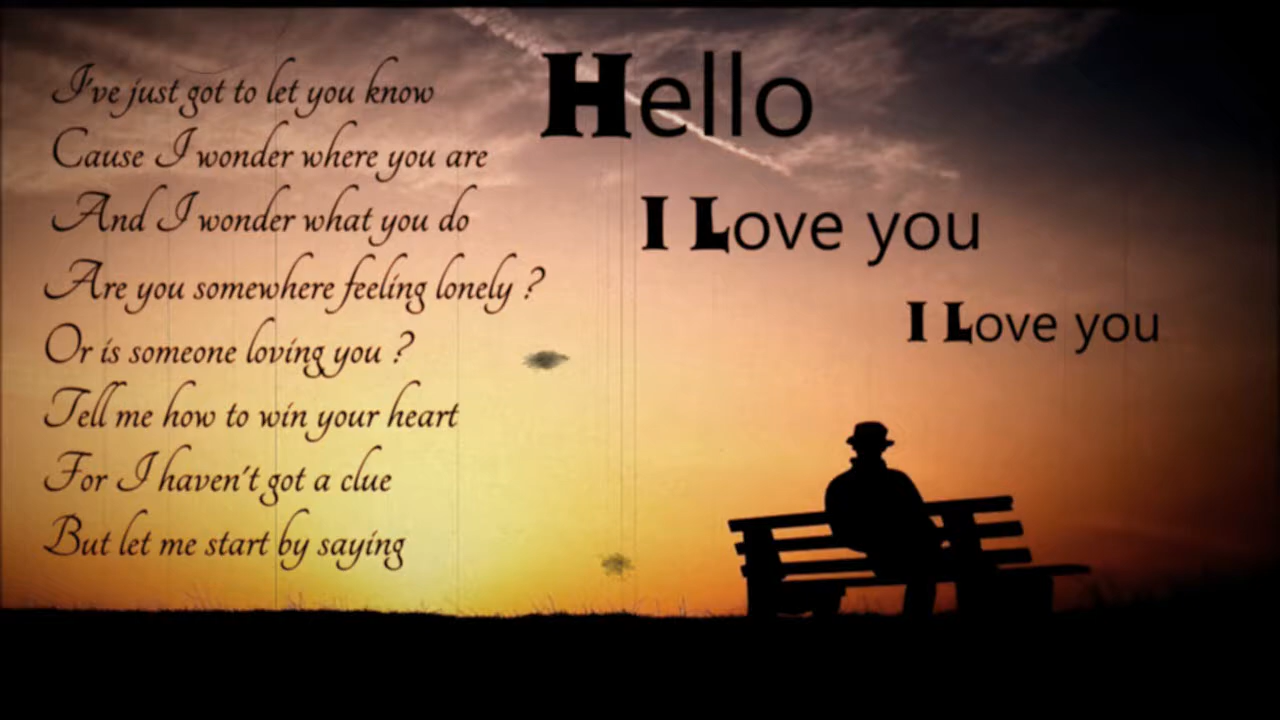 I've just got to let you know
Cause I wonder where you are
And I wonder what you do
Are you somewhere feeling lonely ?
Or is someone loving you ?
Tell me how to win your heart
For I haven't got a clue
But let me start by saying
Hello
I Love you
I Love you